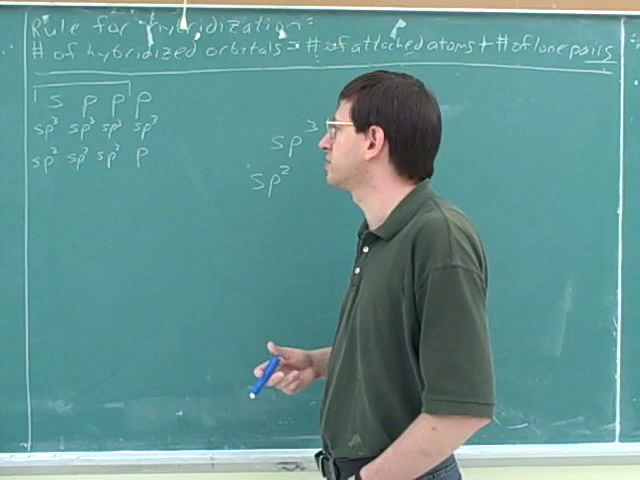 Rule for hybridization:
# of hybridized orbitals = # of attached atoms + # of lone pairs
s p p p
sp³ sp³ sp³ sp³
sp² sp² sp² p
sp³
sp²